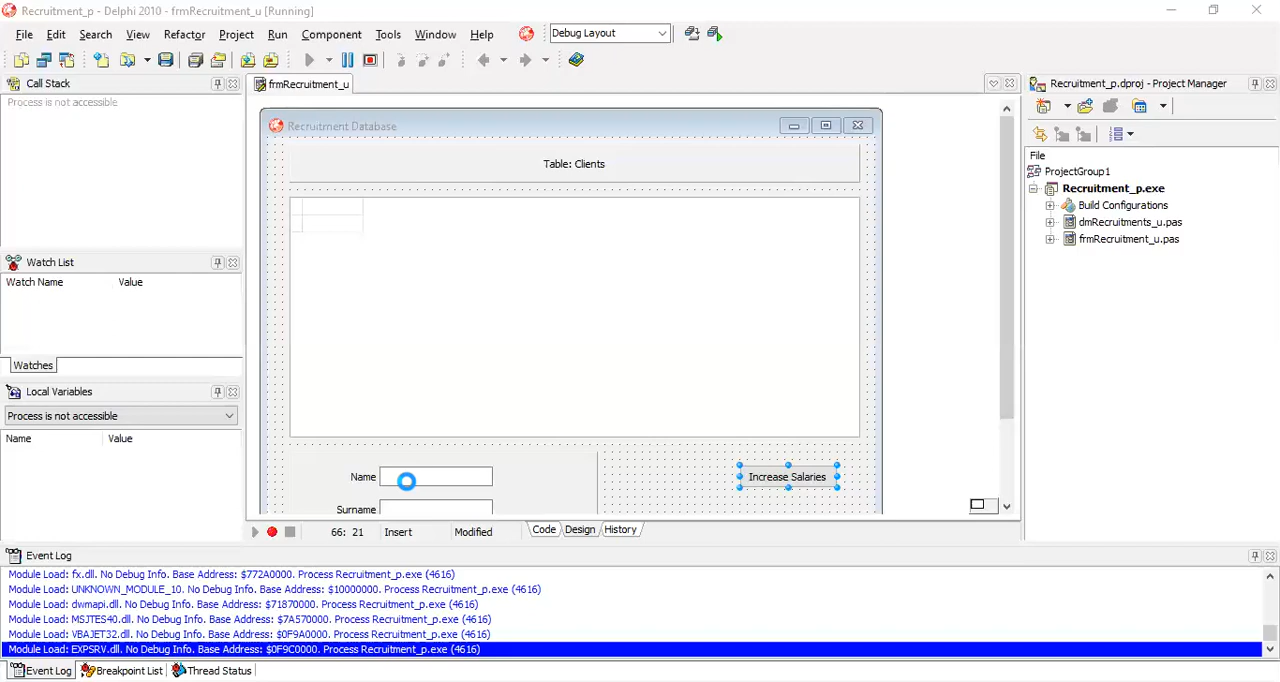 Recruitment_p - Delphi 2010 - frmRecruitment_u [Running]
File Edit Search View Refactor Project Run Component Tools Window Help Debug Layout
Call Stack
Process is not accessible
frmRecruitment_u
Recruitment_p.dproj - Project Manager
Recruitment Database
Table: Clients
File
ProjectGroup1
Recruitment_p.exe
Build Configurations
dmRecruitments_u.pas
frmRecruitment_u.pas
Watch List
Watch Name Value
Watches
Local Variables
Process is not accessible
Name Value
Name
Increase Salaries
Surname
66: 21 Insert Modified Code Design History
Event Log
Module Load: fx.dll. No Debug Info. Base Address: $772A0000. Process Recruitment_p.exe (4616)
Module Load: UNKNOWN_MODULE_10. No Debug Info. Base Address: $10000000. Process Recruitment_p.exe (4616)
Module Load: dwmapi.dll. No Debug Info. Base Address: $71870000. Process Recruitment_p.exe (4616)
Module Load: MSJTES40.dll. No Debug Info. Base Address: $7A570000. Process Recruitment_p.exe (4616)
Module Load: VBAJET32.dll. No Debug Info. Base Address: $0F9A0000. Process Recruitment_p.exe (4616)
Module Load: EXPSRV.dll. No Debug Info. Base Address: $0F9C0000. Process Recruitment_p.exe (4616)
Event Log Breakpoint List Thread Status